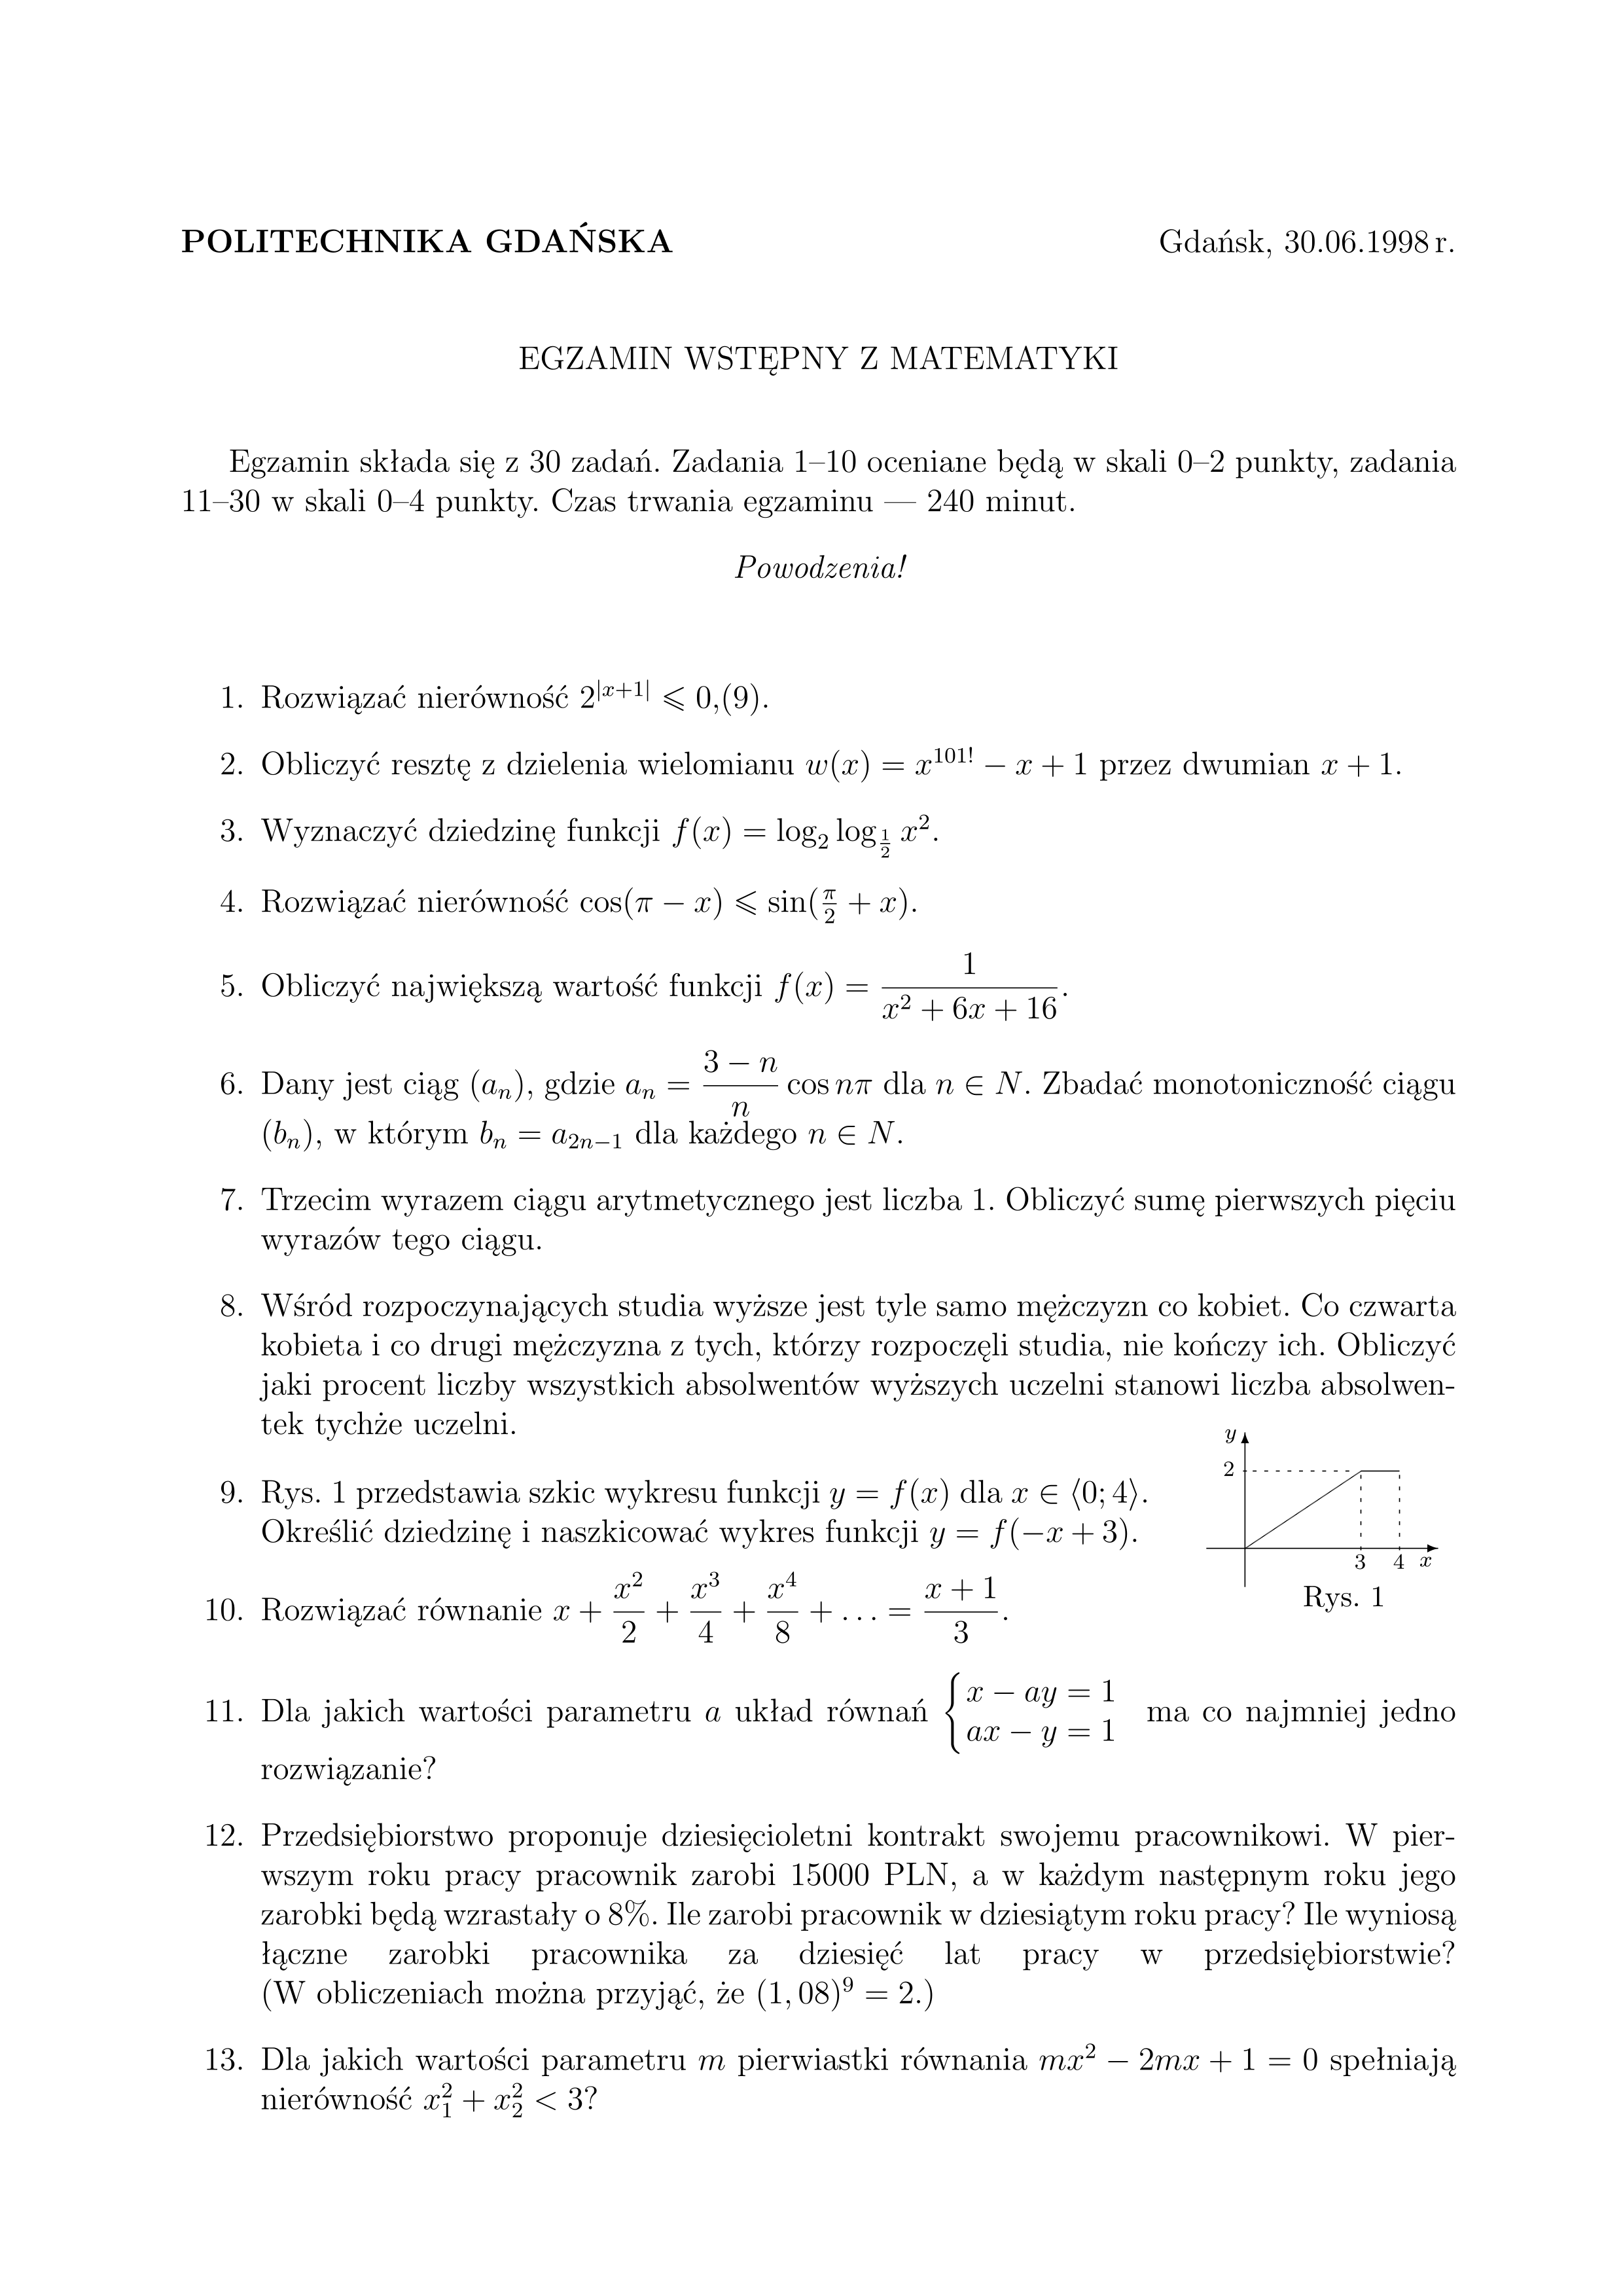 POLITECHNIKA GDAŃSKA Gdańsk, 30.06.1998 r.
EGZAMIN WSTĘPNY Z MATEMATYKI
Egzamin składa się z 30 zadań. Zadania 1–10 oceniane będą w skali 0–2 punkty, zadania
11–30 w skali 0–4 punkty. Czas trwania egzaminu — 240 minut.
Powodzenia!
1. Rozwiązać nierówność $2^{|x+1|} \leqslant 0{,}(9)$.
2. Obliczyć resztę z dzielenia wielomianu $w(x) = x^{101!} - x + 1$ przez dwumian $x + 1$.
3. Wyznaczyć dziedzinę funkcji $f(x) = \log_2 \log_{\frac{1}{2}} x^2$.
4. Rozwiązać nierówność $\cos(\pi - x) \leqslant \sin(\frac{\pi}{2} + x)$.
5. Obliczyć największą wartość funkcji $f(x) = \dfrac{1}{x^2 + 6x + 16}$.
6. Dany jest ciąg $(a_n)$, gdzie $a_n = \dfrac{3 - n}{n} \cos n\pi$ dla $n \in N$. Zbadać monotoniczność ciągu
$(b_n)$, w którym $b_n = a_{2n-1}$ dla każdego $n \in N$.
7. Trzecim wyrazem ciągu arytmetycznego jest liczba 1. Obliczyć sumę pierwszych pięciu
wyrazów tego ciągu.
8. Wśród rozpoczynających studia wyższe jest tyle samo mężczyzn co kobiet. Co czwarta
kobieta i co drugi mężczyzna z tych, którzy rozpoczęli studia, nie kończy ich. Obliczyć
jaki procent liczby wszystkich absolwentów wyższych uczelni stanowi liczba absolwen-
tek tychże uczelni.
9. Rys. 1 przedstawia szkic wykresu funkcji $y = f(x)$ dla $x \in \langle 0; 4 \rangle$.
Określić dziedzinę i naszkicować wykres funkcji $y = f(-x + 3)$.
y
2
3 4 x
Rys. 1
10. Rozwiązać równanie $x + \dfrac{x^2}{2} + \dfrac{x^3}{4} + \dfrac{x^4}{8} + \ldots = \dfrac{x + 1}{3}$.
11. Dla jakich wartości parametru $a$ układ równań $\begin{cases} x - ay = 1 \\ ax - y = 1 \end{cases}$ ma co najmniej jedno
rozwiązanie?
12. Przedsiębiorstwo proponuje dziesięcioletni kontrakt swojemu pracownikowi. W pier-
wszym roku pracy pracownik zarobi 15000 PLN, a w każdym następnym roku jego
zarobki będą wzrastały o 8%. Ile zarobi pracownik w dziesiątym roku pracy? Ile wyniosą
łączne zarobki pracownika za dziesięć lat pracy w przedsiębiorstwie?
(W obliczeniach można przyjąć, że $(1, 08)^9 = 2$.)
13. Dla jakich wartości parametru $m$ pierwiastki równania $mx^2 - 2mx + 1 = 0$ spełniają
nierówność $x_1^2 + x_2^2 < 3$?